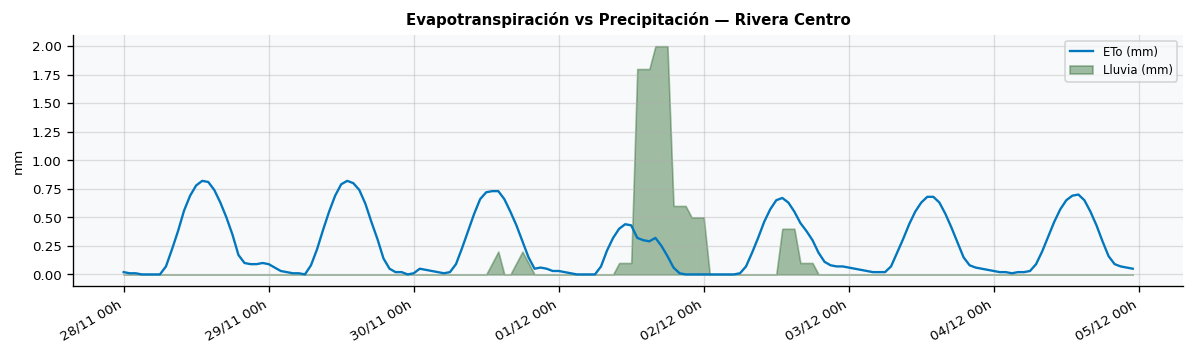 Evapotranspiración vs Precipitación — Rivera Centro
ETo (mm)
Lluvia (mm)
mm
2.00
1.75
1.50
1.25
1.00
0.75
0.50
0.25
0.00
28/11 00h
29/11 00h
30/11 00h
01/12 00h
02/12 00h
03/12 00h
04/12 00h
05/12 00h